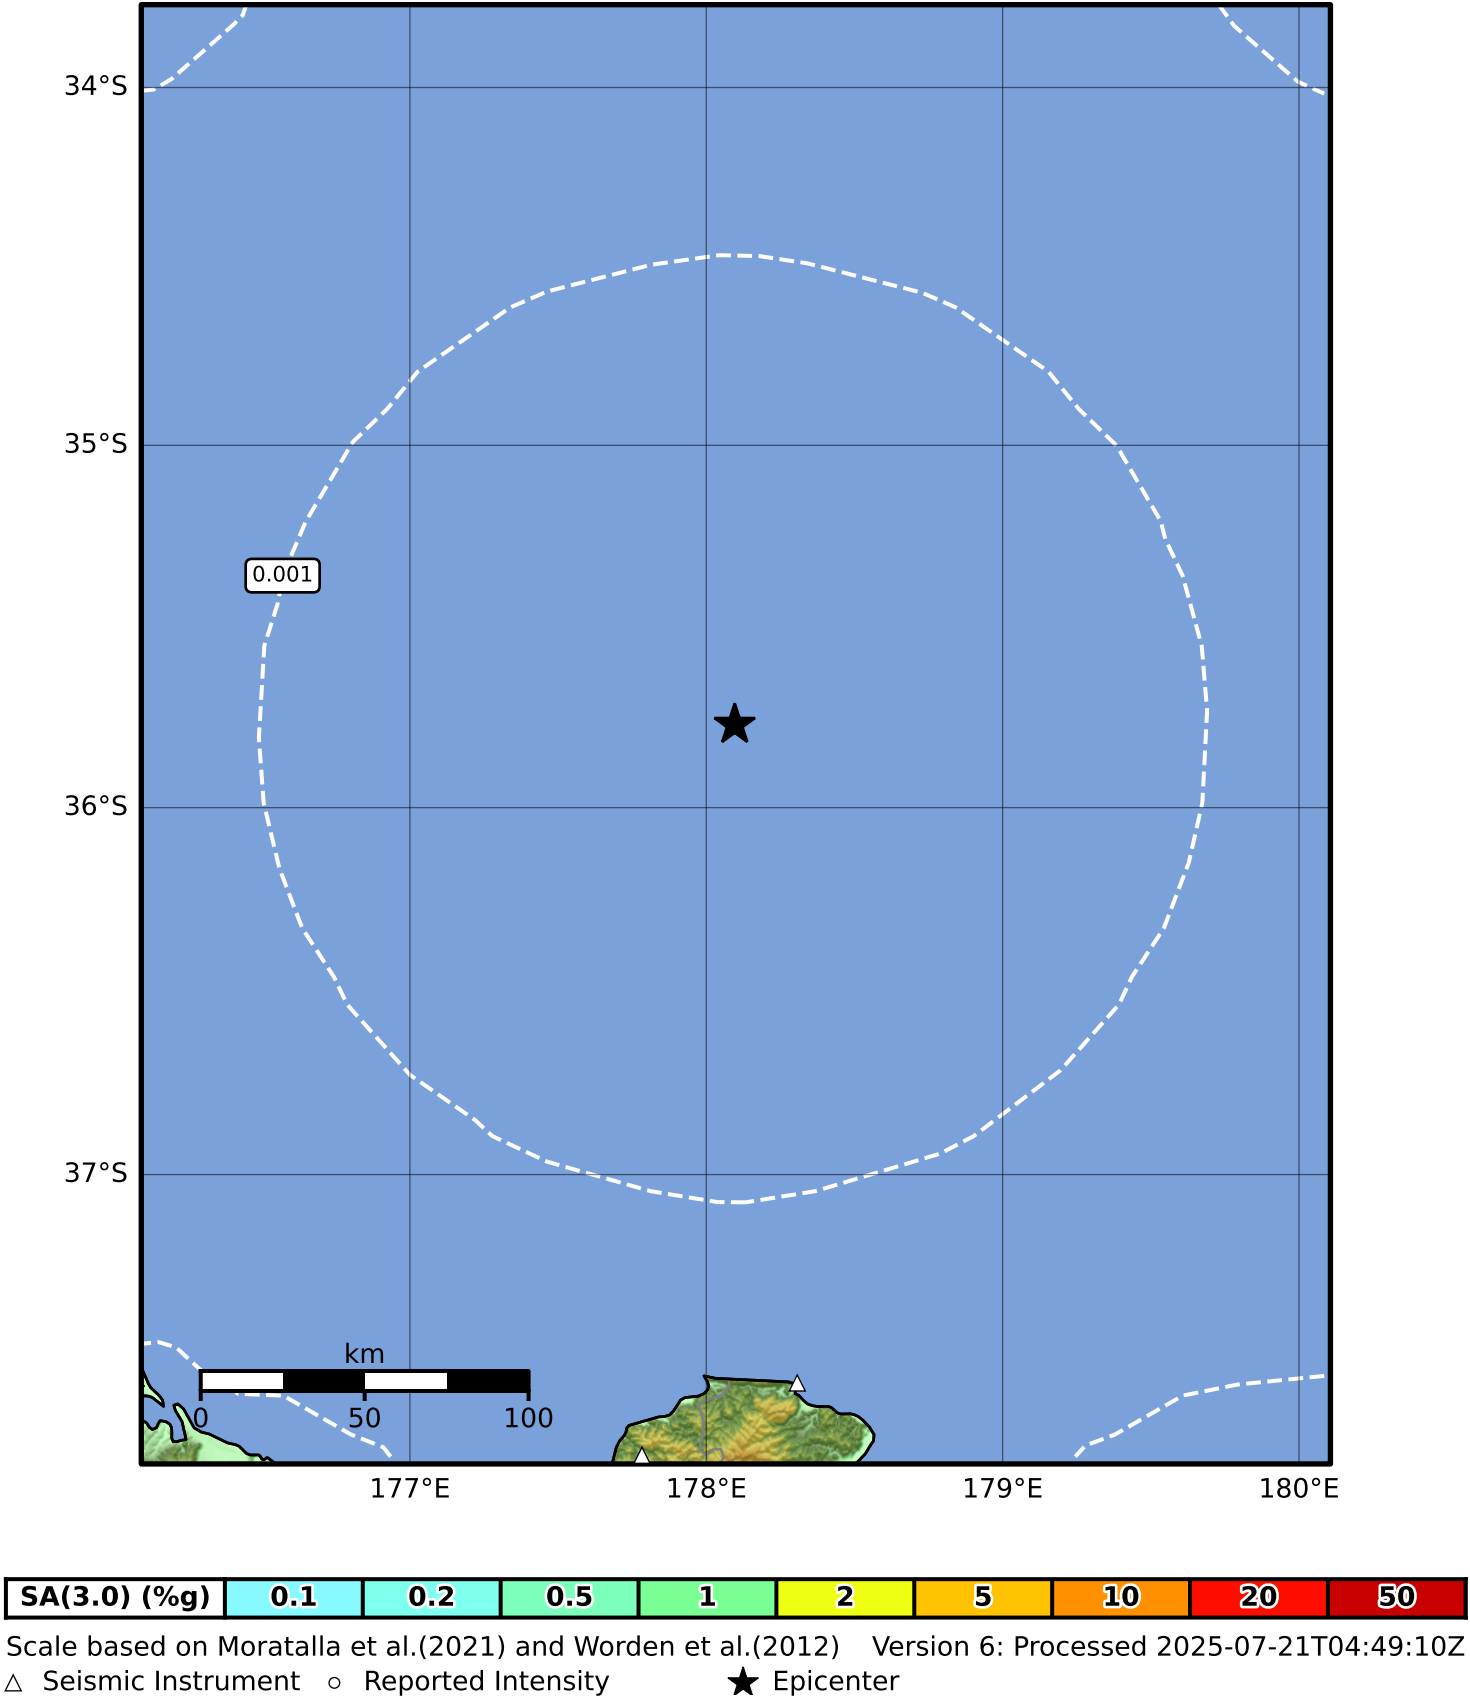 34°S
35°S
0.001
36°S
37°S
km
0 50 100
177°E 178°E 179°E 180°E
SA(3.0) (%g) 0.1 0.2 0.5 1 2 5 10 20 50
Scale based on Moratalla et al.(2021) and Worden et al.(2012) Version 6: Processed 2025-07-21T04:49:10Z
Seismic Instrument Reported Intensity Epicenter